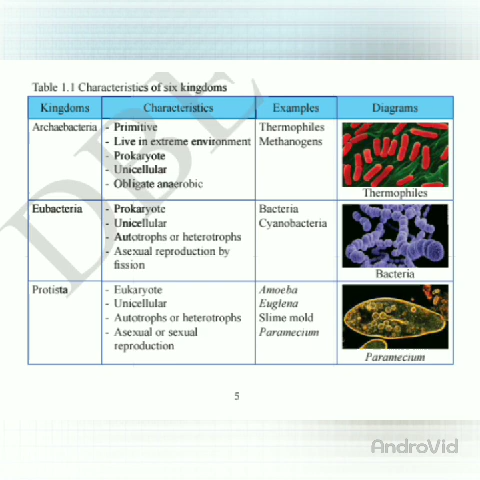 Table 1.1 Characteristics of six kingdoms
Kingdoms Characteristics Examples Diagrams
Archaebacteria - Primitive Thermophiles
- Live in extreme environment Methanogens
- Prokaryote
- Unicellular
- Obligate anaerobic
Thermophiles
Eubacteria - Prokaryote Bacteria
- Unicellular Cyanobacteria
- Autotrophs or heterotrophs
- Asexual reproduction by
fission
Bacteria
Protista - Eukaryote Amoeba
- Unicellular Euglena
- Autotrophs or heterotrophs Slime mold
- Asexual or sexual Paramecium
reproduction
Paramecium
5
DBE
AndroVid